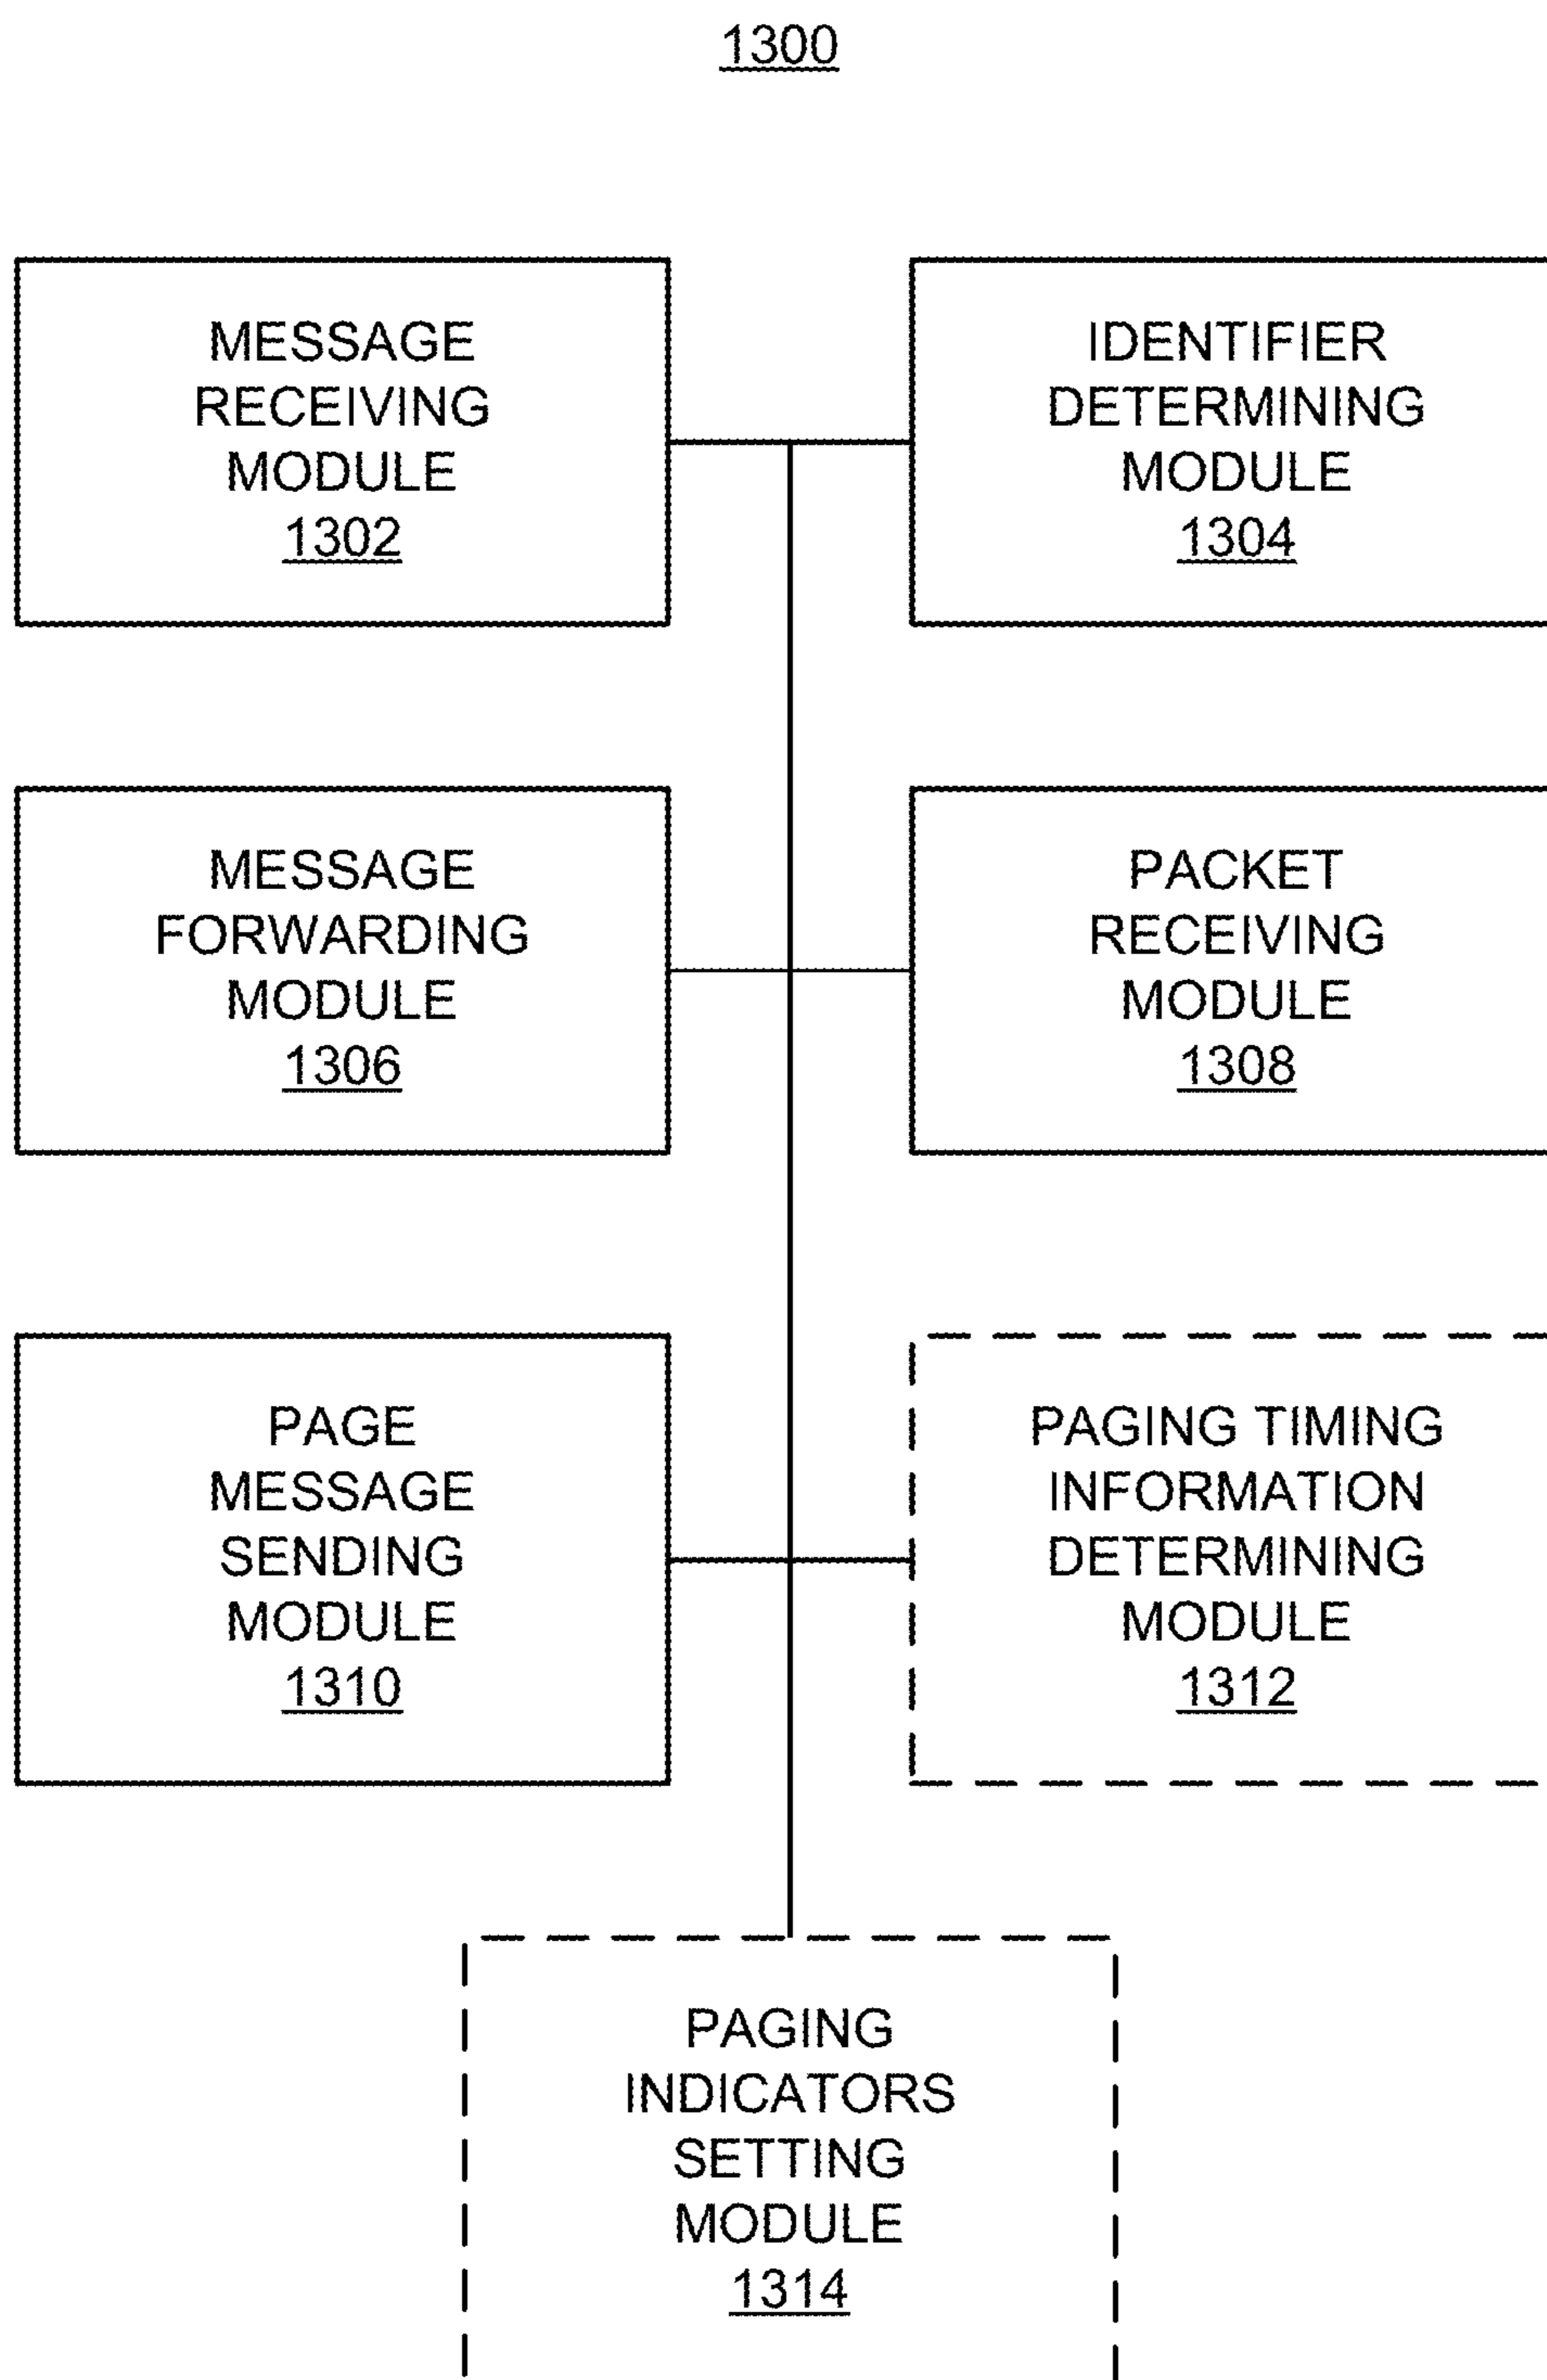 1300
MESSAGE
RECEIVING
MODULE
1302
IDENTIFIER
DETERMINING
MODULE
1304
MESSAGE
FORWARDING
MODULE
1306
PACKET
RECEIVING
MODULE
1308
PAGE
MESSAGE
SENDING
MODULE
1310
PAGING TIMING
INFORMATION
DETERMINING
MODULE
1312
PAGING
INDICATORS
SETTING
MODULE
1314